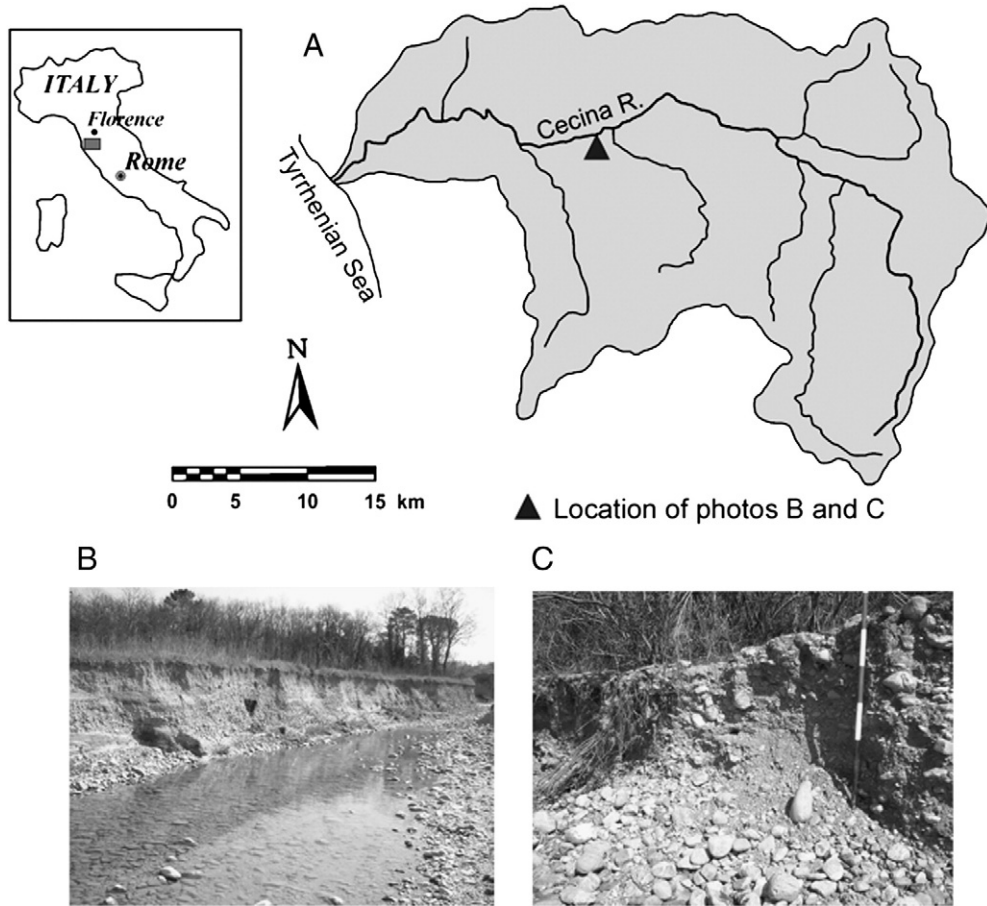 A
ITALY
Florence
Rome
Cecina R.
Tyrrhenian Sea
N
0 5 10 15 km
Location of photos B and C
B
C